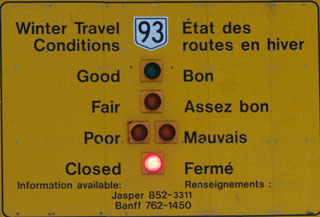 Winter Travel Conditions
93
État des routes en hiver
Good Bon
Fair Assez bon
Poor Mauvais
Closed Fermé
Information available: Renseignements :
Jasper 852-3311
Banff 762-1450